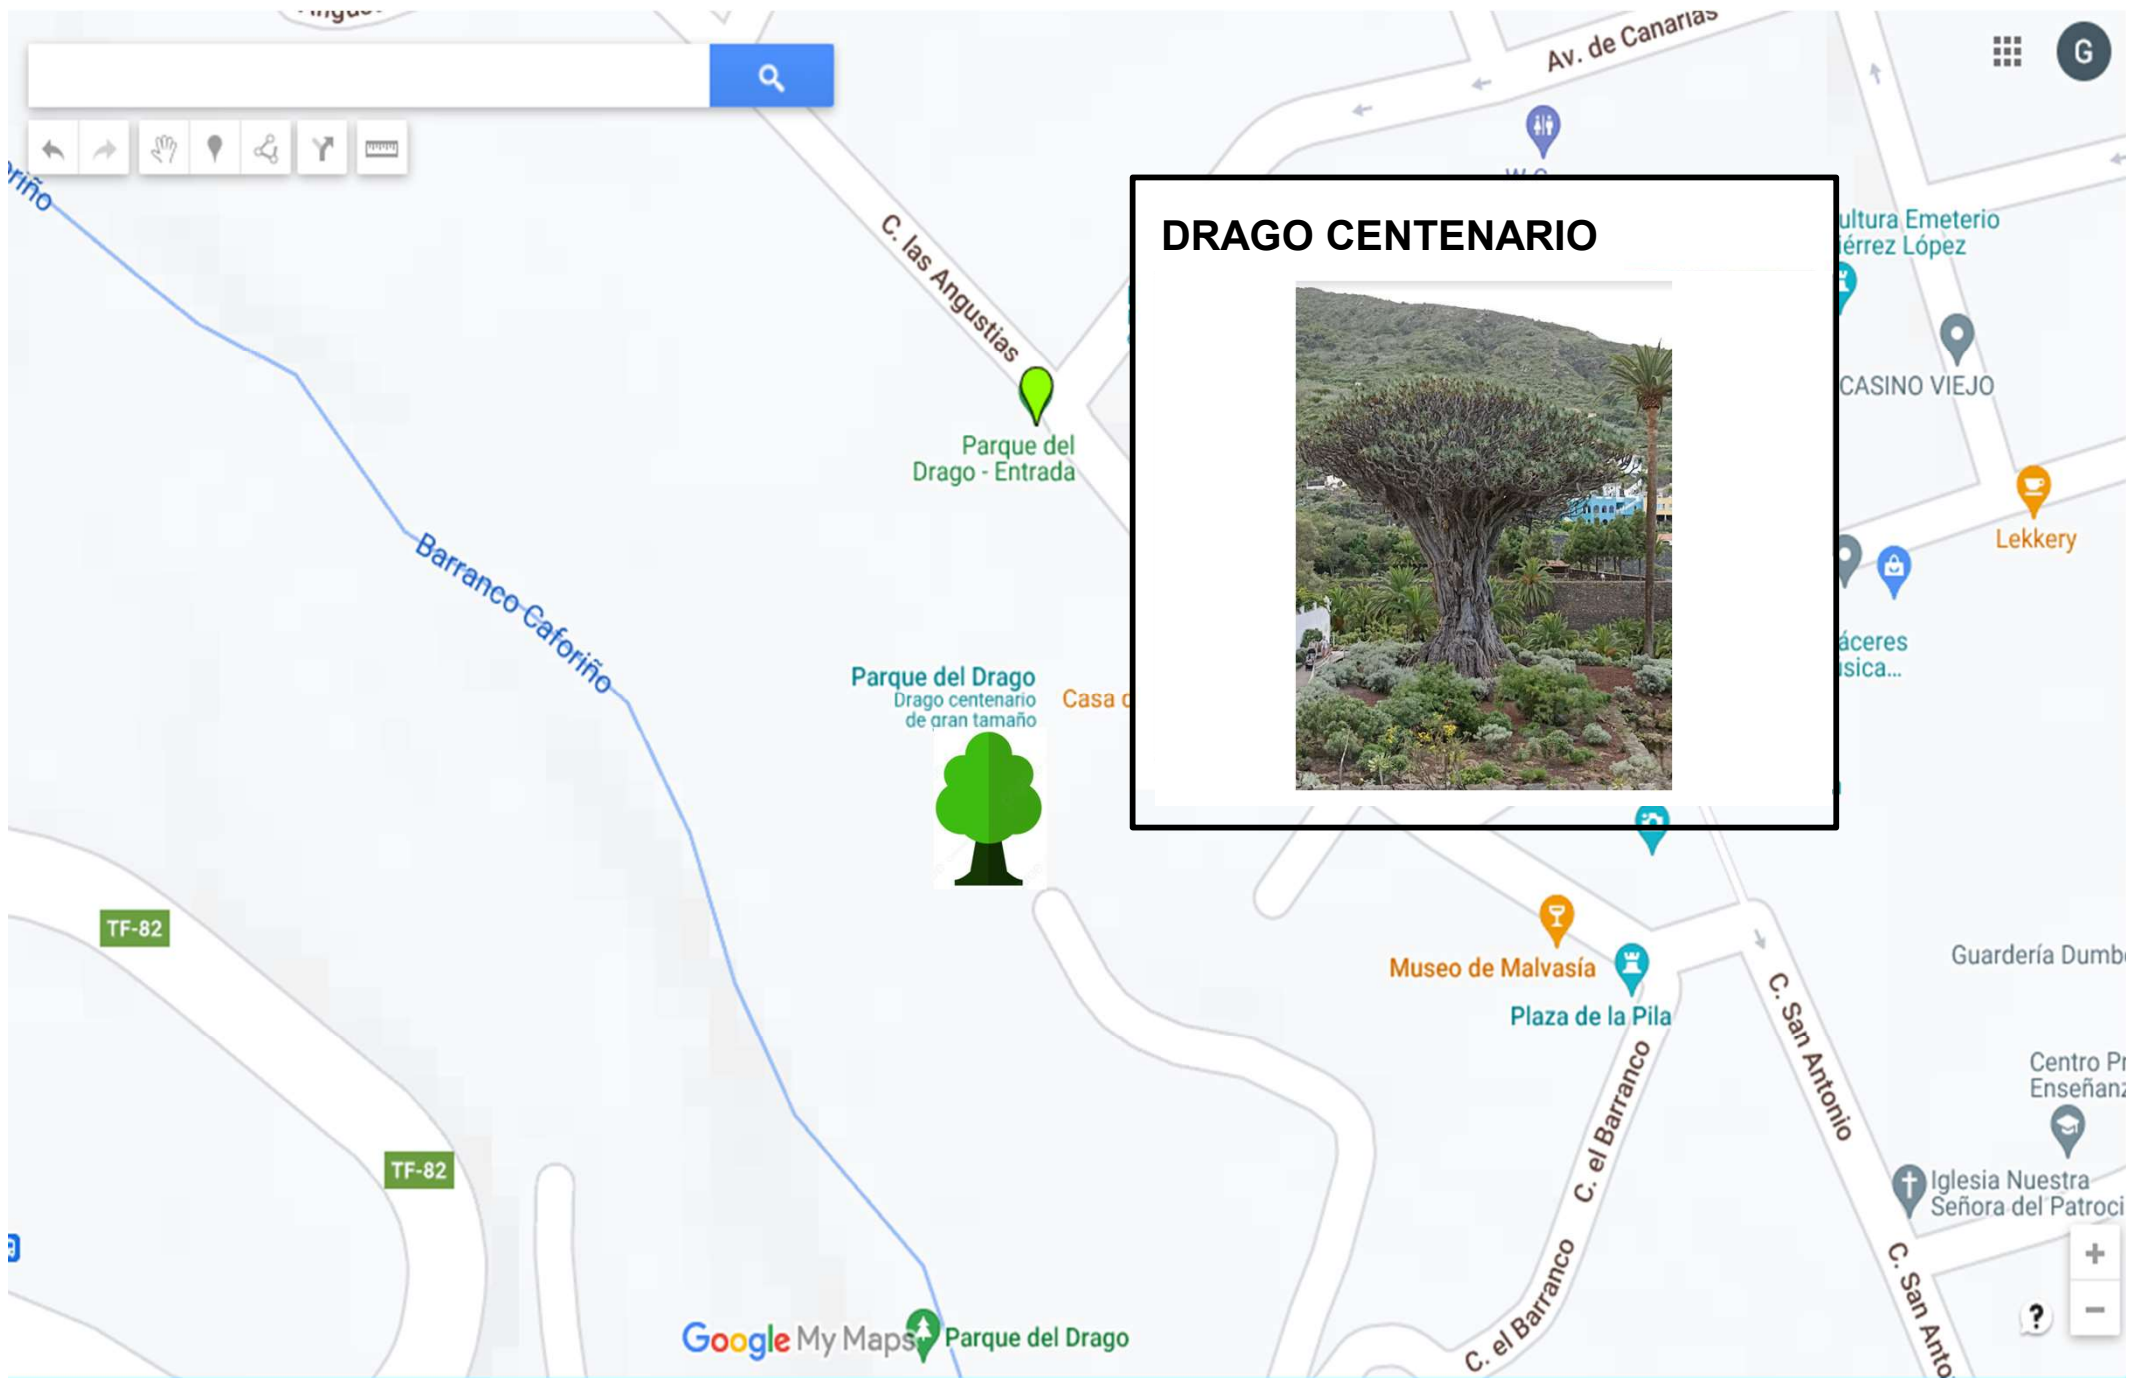 Av. de Canarias
G
C. las Angustias
DRAGO CENTENARIO
ultura Emeterio
iérrez López
CASINO VIEJO
Parque del
Drago - Entrada
Lekkery
Barranco Caforiño
áceres
Parque del Drago
Drago centenario
de gran tamaño
Casa
TF-82
Museo de Malvasía
Plaza de la Pila
Guardería Dumb
C. San Antonio
C. el Barranco
Centro Pr
Enseñanz
TF-82
Iglesia Nuestra
Señora del Patroci
C. el Barranco
C. San Anto
Google My Maps
Parque del Drago
?